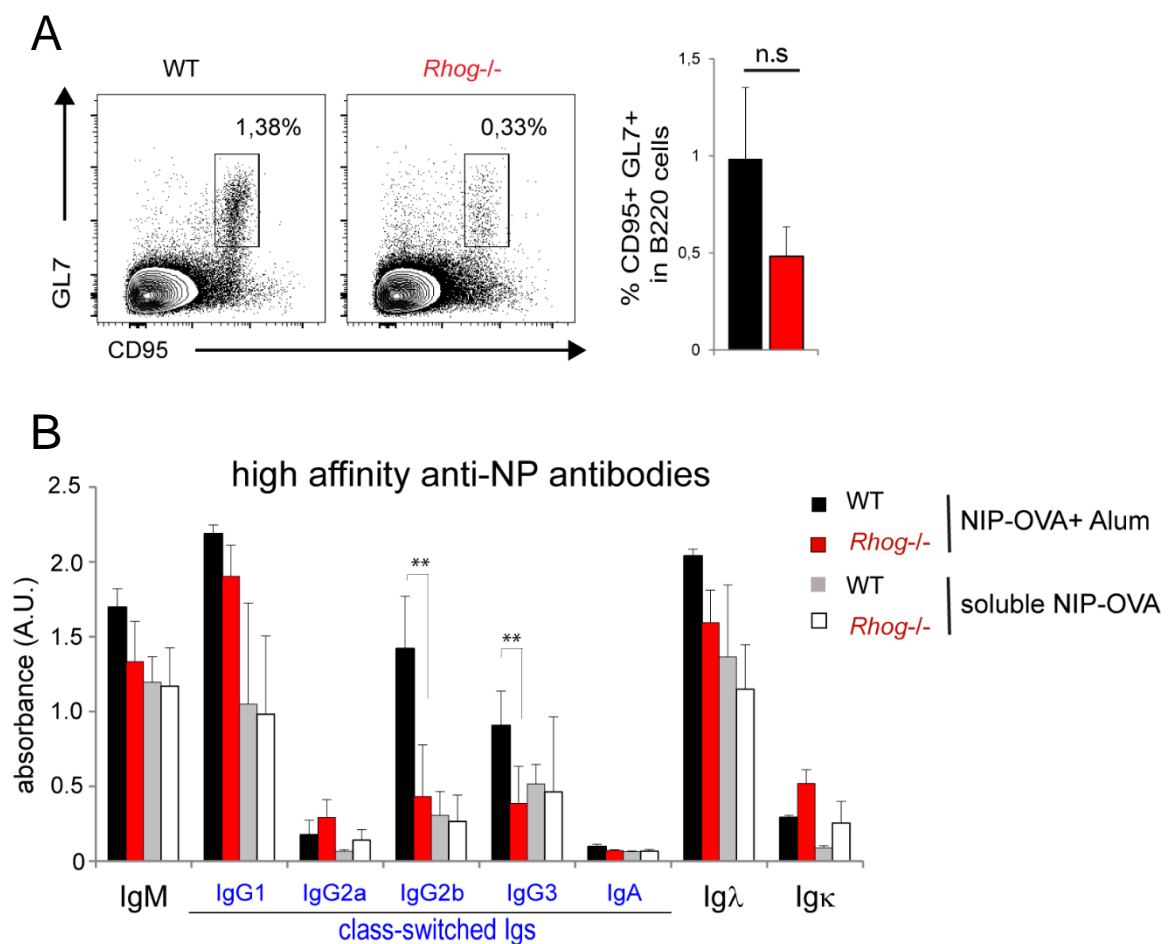 A
WT
Rhog-/-
1,38%
0,33%
GL7
CD95
n.s
1,5
1
0,5
0
% CD95+ GL7+
in B220 cells
B
high affinity anti-NP antibodies
2.5
2.0
1.5
1.0
0.5
0
absorbance (A.U.)
**
**
WT
Rhog-/-
NIP-OVA+ Alum
WT
Rhog-/-
soluble NIP-OVA
IgM IgG1 IgG2a IgG2b IgG3 IgA Igλ Igκ
class-switched Igs